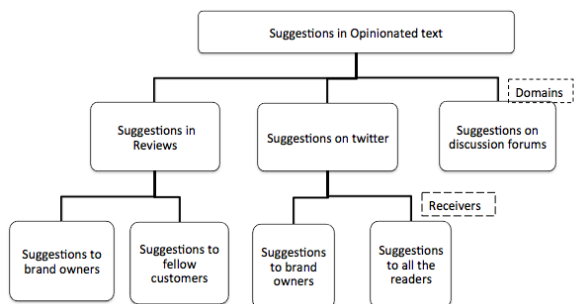 Suggestions in Opinionated text
Domains
Suggestions in
Reviews
Suggestions on twitter
Suggestions on
discussion forums
Receivers
Suggestions to
brand owners
Suggestions to
fellow
customers
Suggestions
to brand
owners
Suggestions
to all the
readers